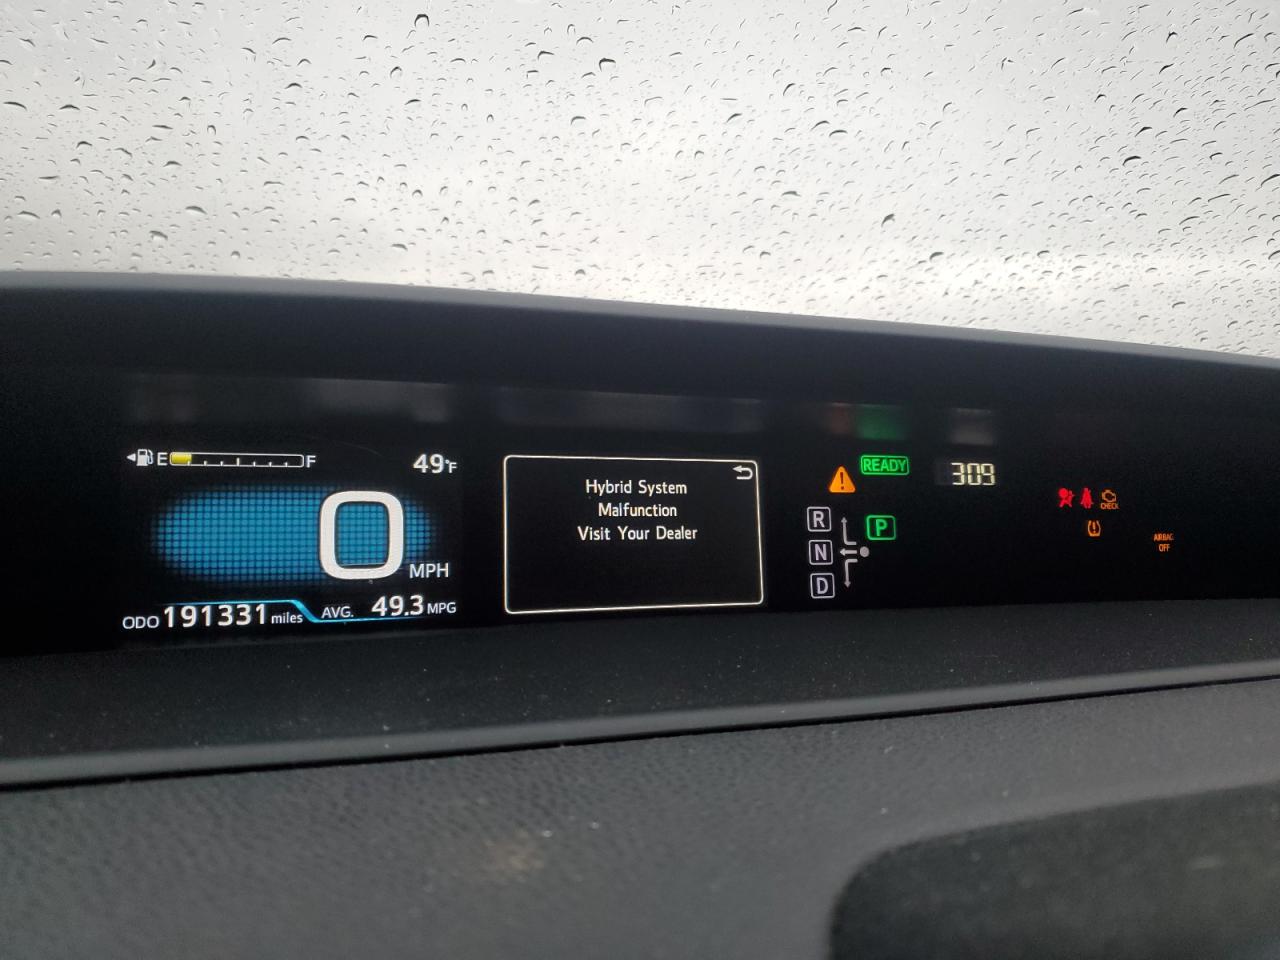 E F
49°F
0 MPH
ODO 191331 miles
AVG. 49.3 MPG
Hybrid System
Malfunction
Visit Your Dealer
READY
309
R
P
N
D
CHECK
AIRBAG
OFF